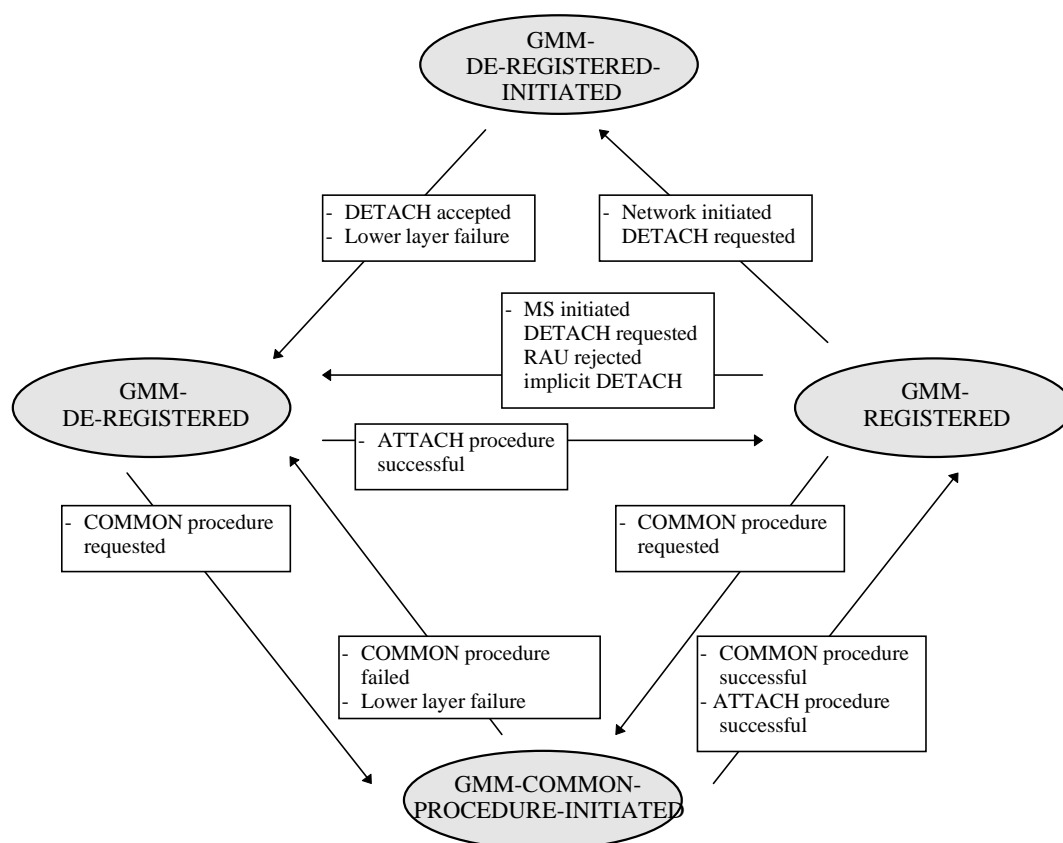 GMM-
DE-REGISTERED-
INITIATED
- DETACH accepted
- Lower layer failure
- Network initiated
DETACH requested
- MS initiated
DETACH requested
RAU rejected
implicit DETACH
GMM-
DE-REGISTERED
GMM-
REGISTERED
- ATTACH procedure
successful
- COMMON procedure
requested
- COMMON procedure
requested
- COMMON procedure
failed
- Lower layer failure
- COMMON procedure
successful
- ATTACH procedure
successful
GMM-COMMON-
PROCEDURE-INITIATED